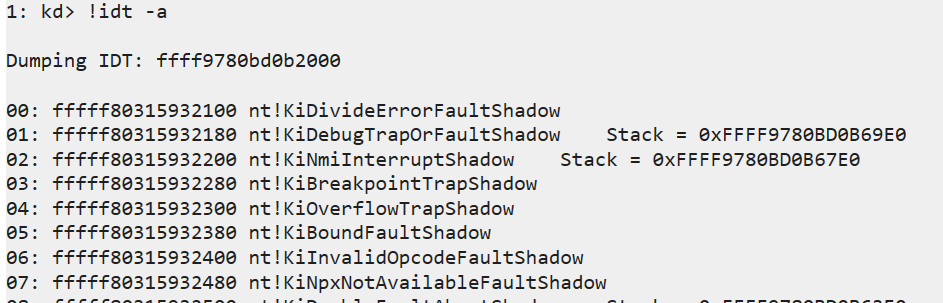 1: kd> !idt -a
Dumping IDT: ffff9780bd0b2000
00: fffff80315932100 nt!KiDivideErrorFaultShadow
01: fffff80315932180 nt!KiDebugTrapOrFaultShadow    Stack = 0xFFFF9780BD0B69E0
02: fffff80315932200 nt!KiNmiInterruptShadow    Stack = 0xFFFF9780BD0B67E0
03: fffff80315932280 nt!KiBreakpointTrapShadow
04: fffff80315932300 nt!KiOverflowTrapShadow
05: fffff80315932380 nt!KiBoundFaultShadow
06: fffff80315932400 nt!KiInvalidOpcodeFaultShadow
07: fffff80315932480 nt!KiNpxNotAvailableFaultShadow